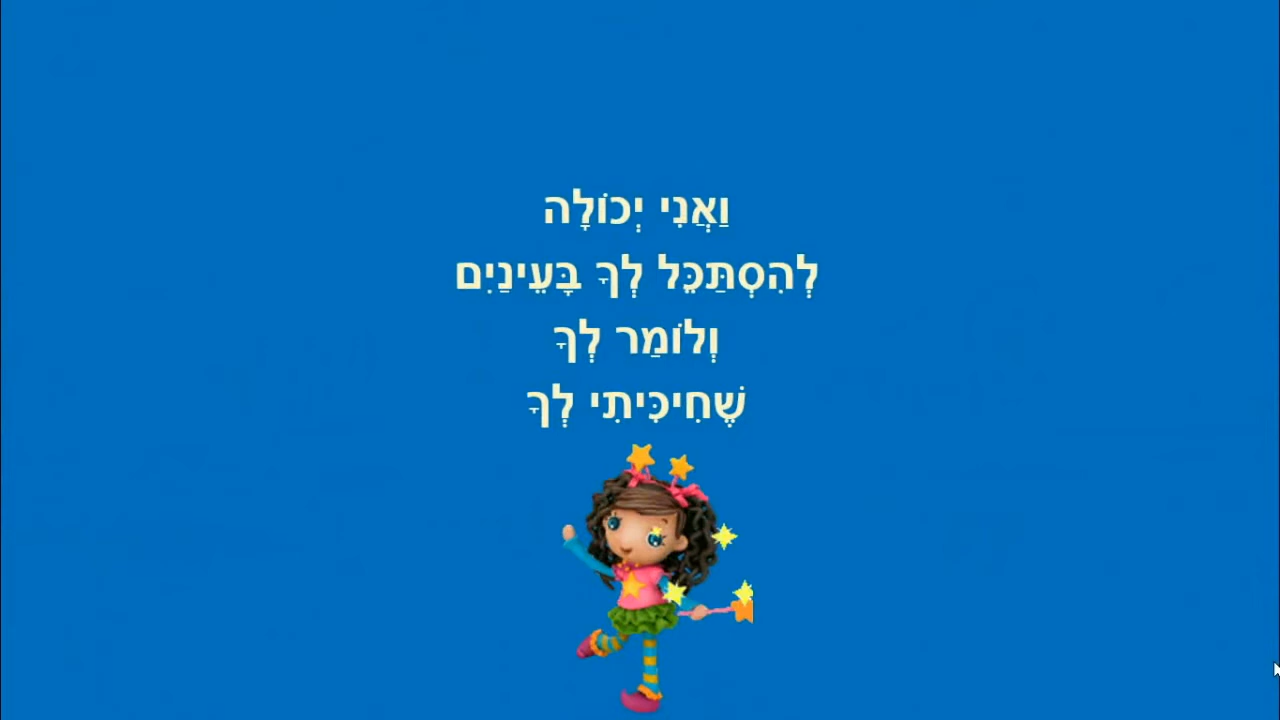 וַאֲנִי יְכוֹלָה
לְהִסְתַּכֵּל לְךָ בָּעֵינַיִם
וְלוֹמַר לְךָ
שֶׁחִיכִּיתִי לְךָ